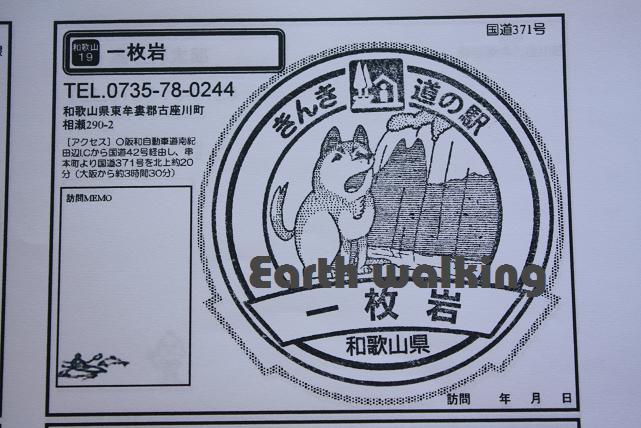 国道371号
和歌山
19
一枚岩
TEL.0735-78-0244
和歌山県東牟婁郡古座川町
相瀬290-2
[アクセス] 〇阪和自動車道南紀
田辺I.Cから国道42号経由し、串
本町より国道371号を北上約20
分（大阪から約3時間30分）
訪問MEMO
きんき 道の駅
Earth walking
一枚岩
和歌山県
訪問 年 月 日